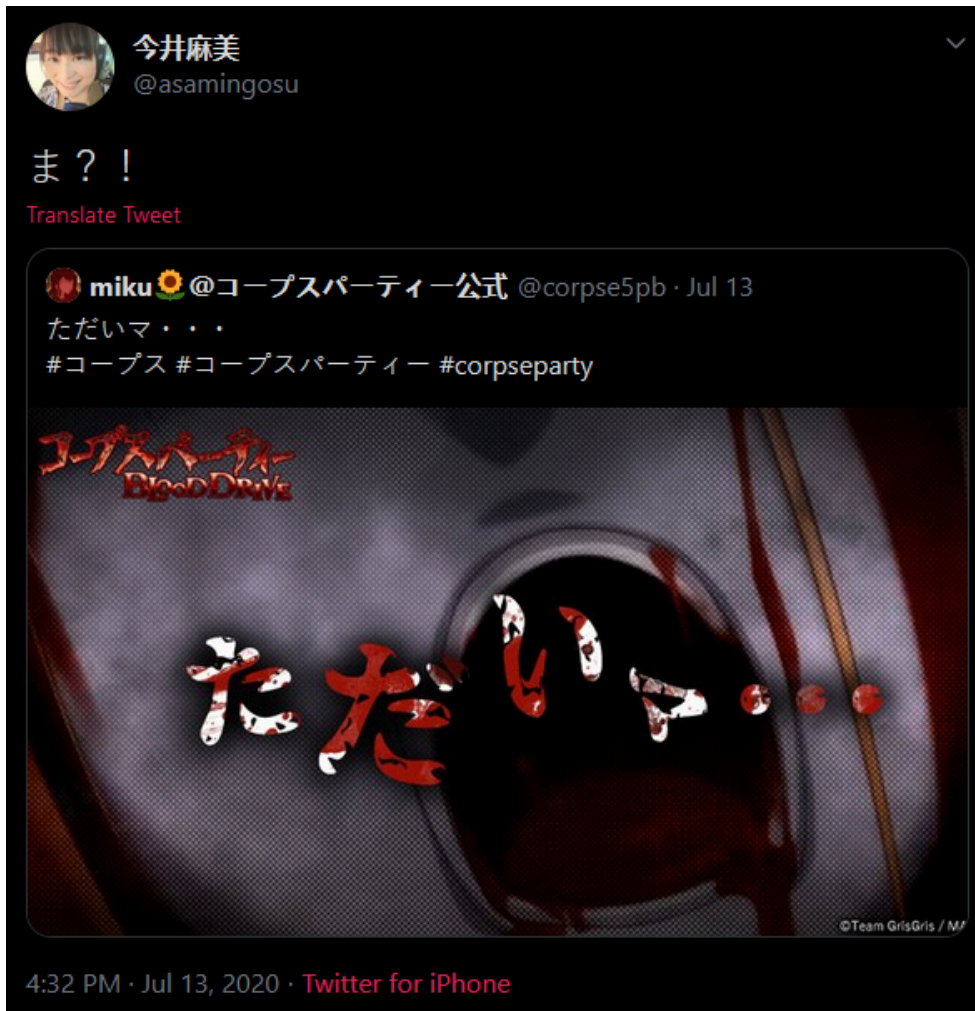 今井麻美
@asamingosu
ま？！
Translate Tweet
miku🌻@コープスパーティー公式 @corpse5pb · Jul 13
ただいマ・・・
#コープス #コープスパーティー #corpseparty
コープスパーティー
BLOOD DRIVE
ただいマ・・・
©Team GrisGris / MA
4:32 PM · Jul 13, 2020 · Twitter for iPhone